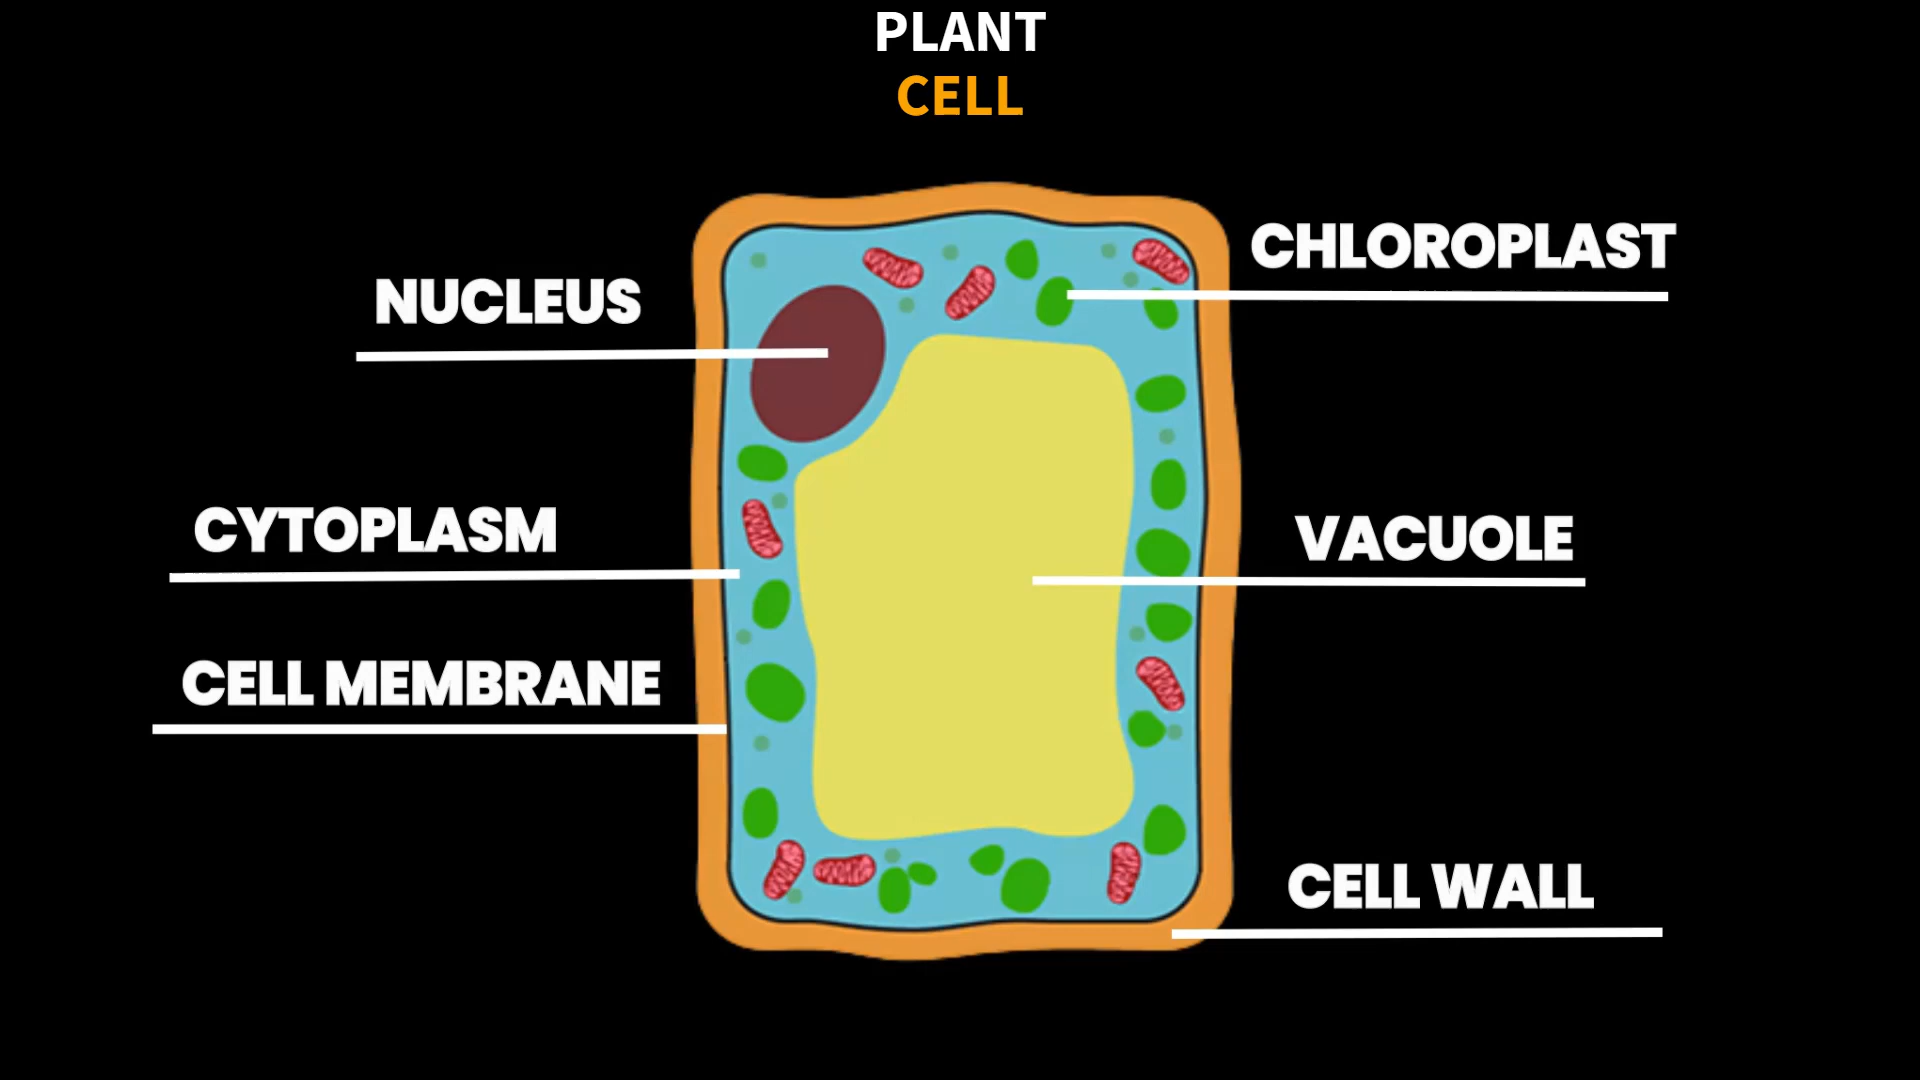 PLANT
CELL
NUCLEUS
CHLOROPLAST
CYTOPLASM
VACUOLE
CELL MEMBRANE
CELL WALL